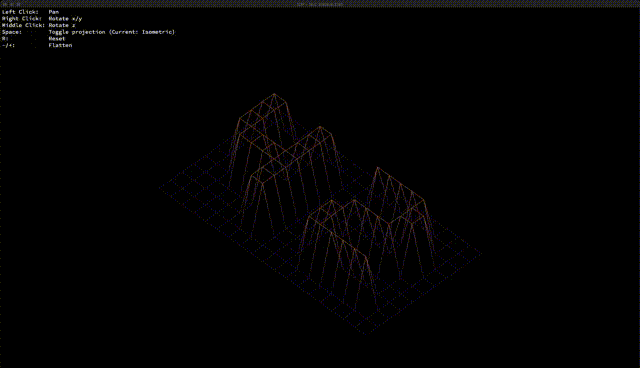 Left Click: Pan
Right Click: Rotate x/y
Middle Click: Rotate z
Space: Toggle projection (Current: Isometric)
R: Reset
-/+: Flatten